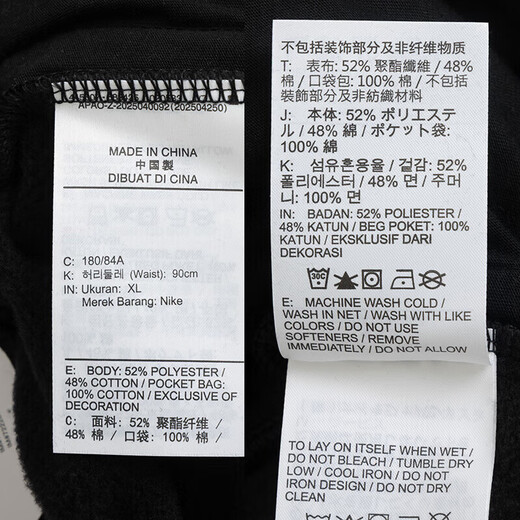 APAO-Z-2025040092 (202504250)
MADE IN CHINA
中國製
DIBUAT DI CINA
C: 180/84A
K: 허리둘레 (Waist): 90cm
IN: Ukuran: XL
Merek Barang: Nike
E: BODY: 52% POLYESTER/
48% COTTON / POCKET BAG:
100% COTTON / EXCLUSIVE OF
DECORATION
C: 面料: 52% 聚酯纤维 /
48% 棉 / 口袋: 100% 棉 /
不包括装饰部分及非纤维物质
T: 表布: 52% 聚酯纖維 / 48%
棉 / 口袋包: 100% 棉 / 不包括
裝飾部分及非紡織材料
J: 本体: 52% ポリエステ
ル / 48% 綿 / ポケット袋:
100% 綿
K: 섬유혼용율 / 겉감: 52%
폴리에스터 / 48% 면 / 주머
니: 100% 면
IN: BADAN: 52% POLIESTER /
48% KATUN / BEG POKET: 100%
KATUN / EKSKLUSIF DARI
DEKORASI
30C
E: MACHINE WASH COLD /
WASH IN NET / WASH WITH LIKE
COLORS / DO NOT USE
SOFTENERS / REMOVE
IMMEDIATELY / DO NOT ALLOW
TO LAY ON ITSELF WHEN WET /
DO NOT BLEACH / TUMBLE DRY
LOW / COOL IRON / DO NOT
IRON DESIGN / DO NOT DRY
CLEAN